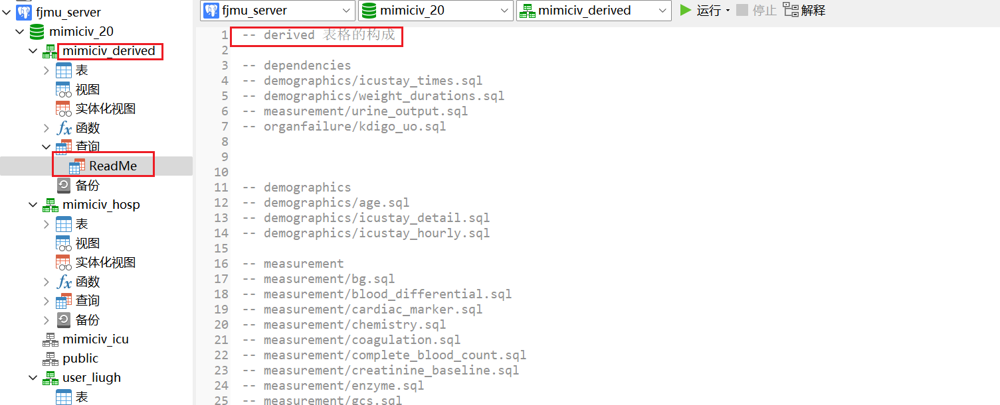 fjmu_server
mimiciv_20
mimiciv_derived
表
视图
实体化视图
fx 函数
查询
ReadMe
备份
mimiciv_hosp
表
视图
实体化视图
fx 函数
查询
备份
mimiciv_icu
public
user_liugh
表
fjmu_server mimiciv_20 mimiciv_derived 运行 停止 解释
1 -- derived 表格的构成
2
3 -- dependencies
4 -- demographics/icustay_times.sql
5 -- demographics/weight_durations.sql
6 -- measurement/urine_output.sql
7 -- organfailure/kdigo_uo.sql
8
9
10
11 -- demographics
12 -- demographics/age.sql
13 -- demographics/icustay_detail.sql
14 -- demographics/icustay_hourly.sql
15
16 -- measurement
17 -- measurement/bg.sql
18 -- measurement/blood_differential.sql
19 -- measurement/cardiac_marker.sql
20 -- measurement/chemistry.sql
21 -- measurement/coagulation.sql
22 -- measurement/complete_blood_count.sql
23 -- measurement/creatinine_baseline.sql
24 -- measurement/enzyme.sql
25 -- measurement/gcs.sql